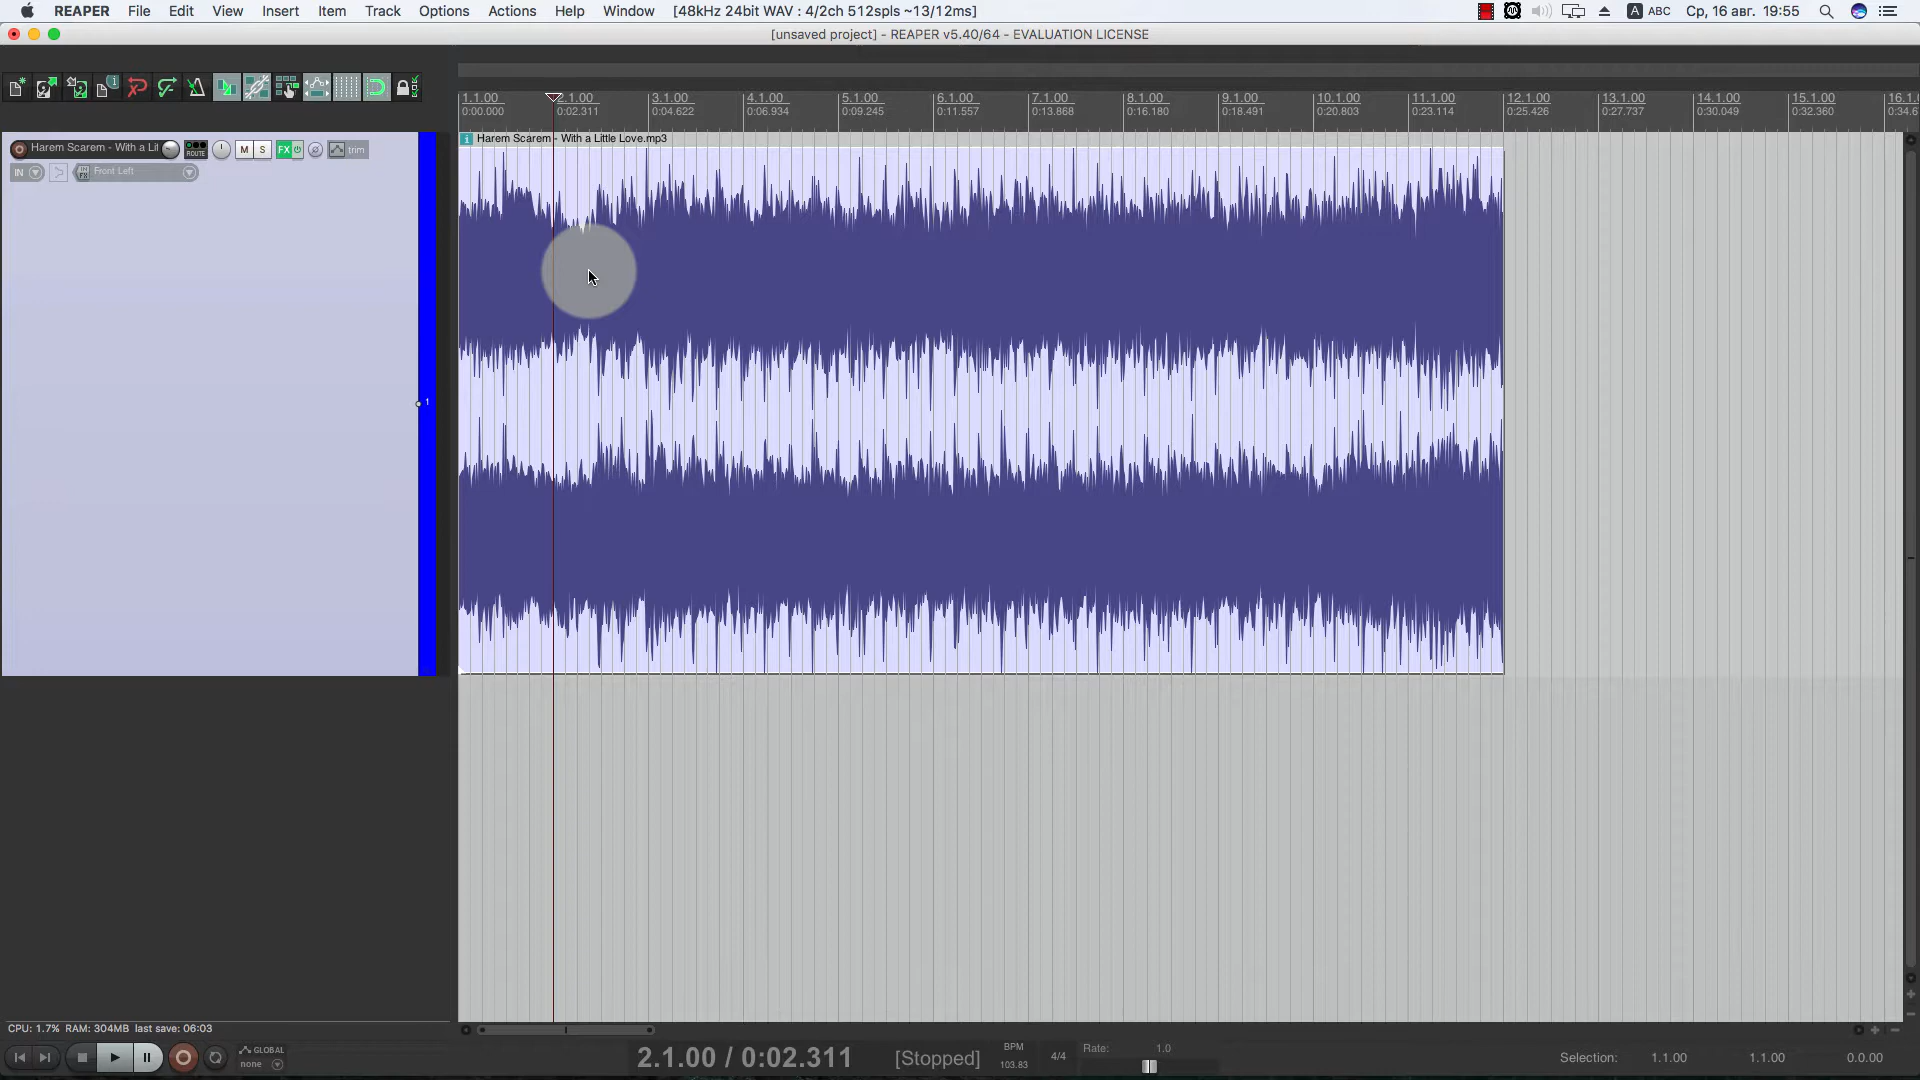 REAPER File Edit View Insert Item Track Options Actions Help Window [48kHz 24bit WAV : 4/2ch 512spls ~13/12ms] A ABC Ср, 16 авг. 19:55
[unsaved project] - REAPER v5.40/64 - EVALUATION LICENSE
1.1.00 2.1.00 3.1.00 4.1.00 5.1.00 6.1.00 7.1.00 8.1.00 9.1.00 10.1.00 11.1.00 12.1.00 13.1.00 14.1.00 15.1.00 16.1.
0:00.000 0:02.311 0:04.622 0:06.934 0:09.245 0:11.557 0:13.868 0:16.180 0:18.491 0:20.803 0:23.114 0:25.426 0:27.737 0:30.049 0:32.360 0:34.6
i Harem Scarem - With a Little Love.mp3
Harem Scarem - With a Lit ROUTE M S FX trim
IN IN FX Front Left
1
CPU: 1.7% RAM: 304MB last save: 06:03
GLOBAL
none
2.1.00 / 0:02.311 [Stopped]
BPM
103.83
4/4
Rate: 1.0
Selection: 1.1.00 1.1.00 0.0.00